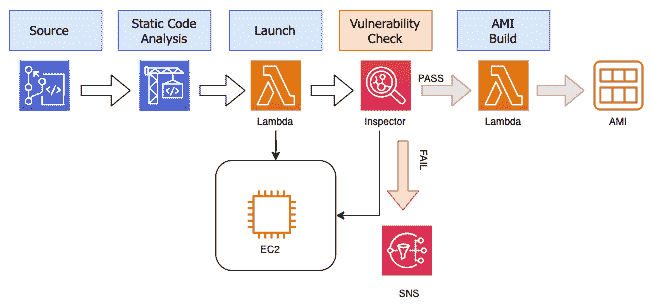 Source
Static Code
Analysis
Launch
Vulnerability
Check
AMI
Build
PASS
Lambda
Inspector
Lambda
AMI
FAIL
EC2
SNS